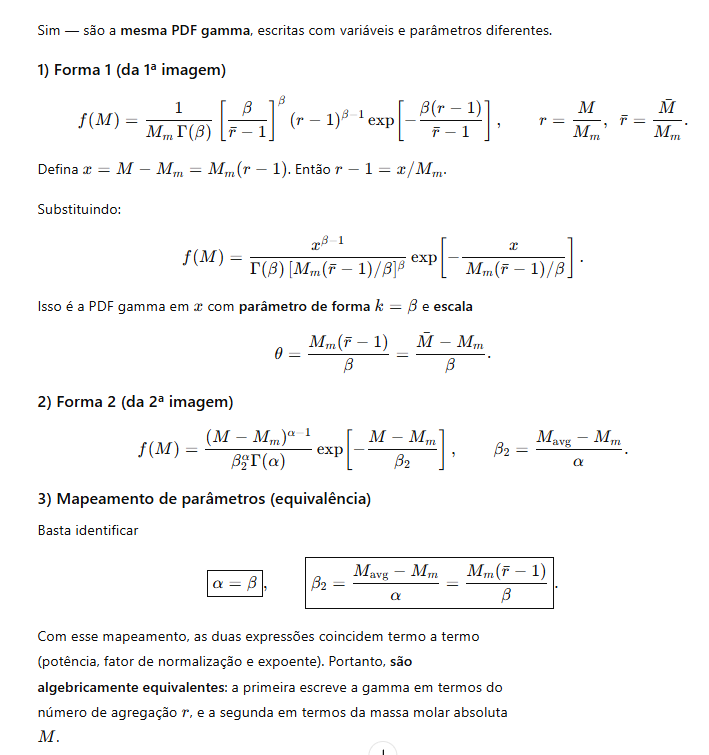 Sim — são a mesma PDF gamma, escritas com variáveis e parâmetros diferentes.
1) Forma 1 (da 1ª imagem)
f(M) = \frac{1}{M_m \Gamma(\beta)} \left[ \frac{\beta}{\bar{r} - 1} \right]^{\beta} (r - 1)^{\beta - 1} \exp\left[ -\frac{\beta(r - 1)}{\bar{r} - 1} \right], \quad r = \frac{M}{M_m}, \; \bar{r} = \frac{\bar{M}}{M_m}.
Defina x = M − M_m = M_m(r − 1). Então r − 1 = x/M_m.
Substituindo:
f(M) = \frac{x^{\beta - 1}}{\Gamma(\beta) [M_m(\bar{r} - 1)/\beta]^{\beta}} \exp\left[ -\frac{x}{M_m(\bar{r} - 1)/\beta} \right].
Isso é a PDF gamma em x com parâmetro de forma k = β e escala
\theta = \frac{M_m(\bar{r} - 1)}{\beta} = \frac{\bar{M} - M_m}{\beta}.
2) Forma 2 (da 2ª imagem)
f(M) = \frac{(M - M_m)^{\alpha - 1}}{\beta_2^{\alpha} \Gamma(\alpha)} \exp\left[ -\frac{M - M_m}{\beta_2} \right], \quad \beta_2 = \frac{M_{\text{avg}} - M_m}{\alpha}.
3) Mapeamento de parâmetros (equivalência)
Basta identificar
\boxed{\alpha = \beta}, \quad \boxed{\beta_2 = \frac{M_{\text{avg}} - M_m}{\alpha} = \frac{M_m(\bar{r} - 1)}{\beta}}.
Com esse mapeamento, as duas expressões coincidem termo a termo
(potência, fator de normalização e expoente). Portanto, são
algebricamente equivalentes: a primeira escreve a gamma em termos do
número de agregação r, e a segunda em termos da massa molar absoluta
M.